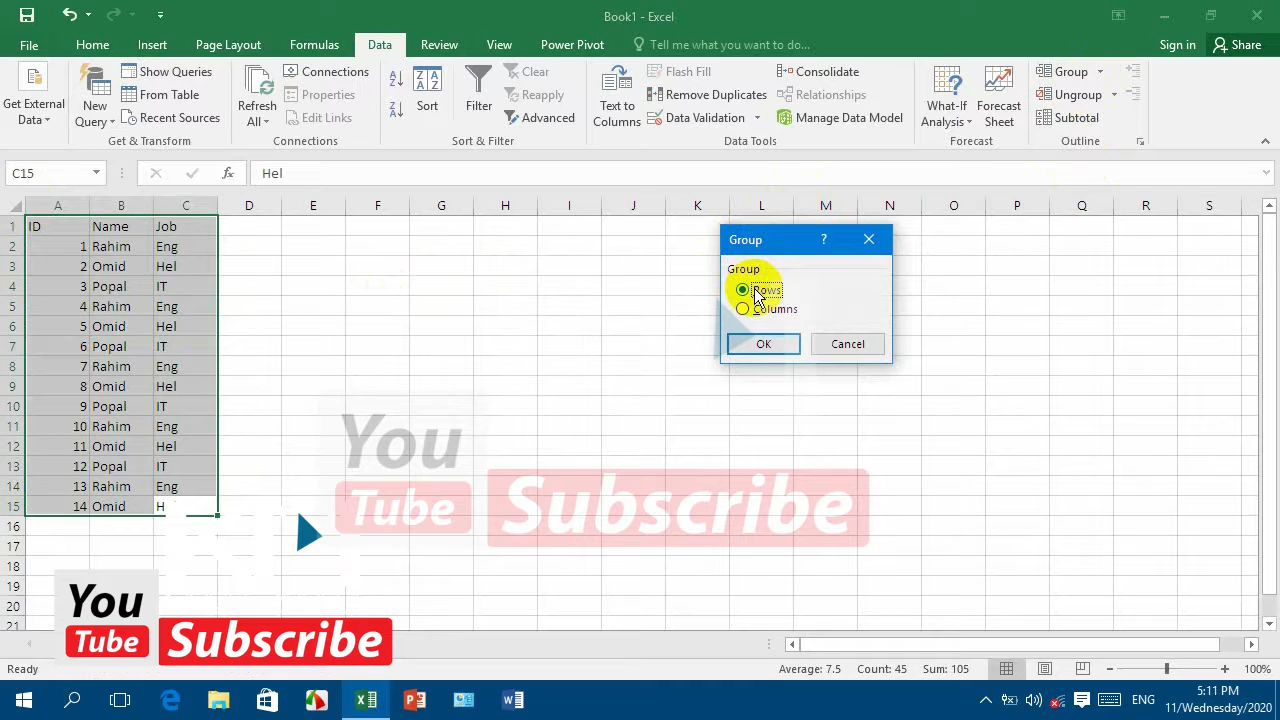 Book1 - Excel
File Home Insert Page Layout Formulas Data Review View Power Pivot Tell me what you want to do... Sign in Share
Get External Data
New Query
Show Queries
From Table
Recent Sources
Get & Transform
Refresh All
Connections
Properties
Edit Links
Connections
Sort
Filter
Clear
Reapply
Advanced
Sort & Filter
Text to Columns
Flash Fill
Remove Duplicates
Data Validation
Consolidate
Relationships
Manage Data Model
Data Tools
What-If Analysis
Forecast Sheet
Forecast
Group
Ungroup
Subtotal
Outline
C15 fx Hel
A B C D E F G H I J K L M N O P Q R S
1 ID Name Job
2 1 Rahim Eng
3 2 Omid Hel
4 3 Popal IT
5 4 Rahim Eng
6 5 Omid Hel
7 6 Popal IT
8 7 Rahim Eng
9 8 Omid Hel
10 9 Popal IT
11 10 Rahim Eng
12 11 Omid Hel
13 12 Popal IT
14 13 Rahim Eng
15 14 Omid
16
17
18
19
20
21
Group ?
Group
Rows
Columns
OK Cancel
You
Tube Subscribe
You
Tube Subscribe
Ready Average: 7.5 Count: 45 Sum: 105 100%
ENG
5:11 PM
11/Wednesday/2020